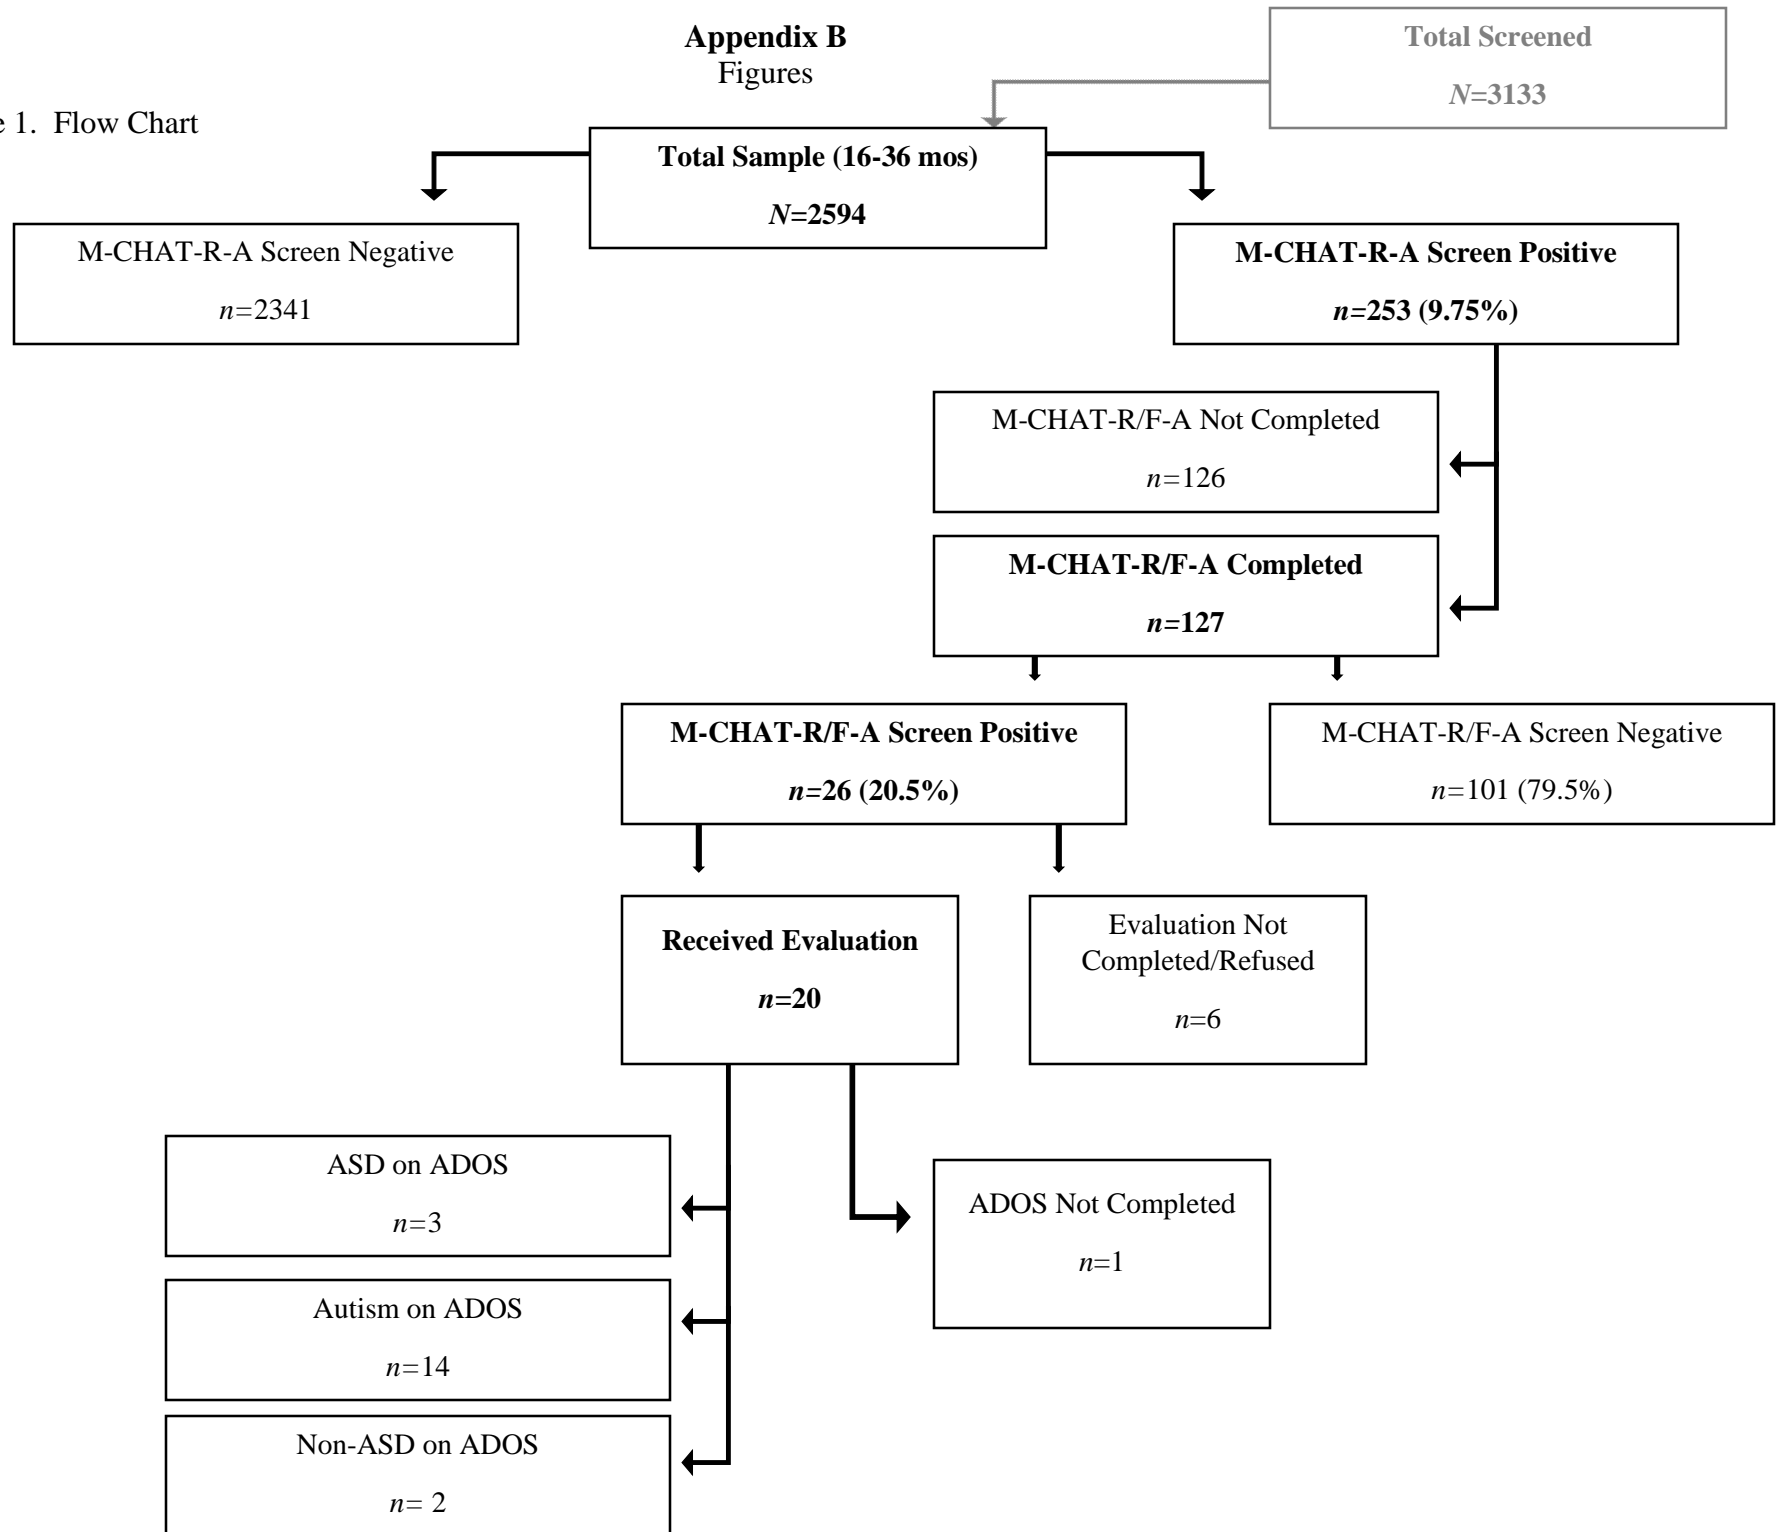 Appendix B
Figures
Total Screened
N=3133
e 1. Flow Chart
Total Sample (16-36 mos)
N=2594
M-CHAT-R-A Screen Negative
n=2341
M-CHAT-R-A Screen Positive
n=253 (9.75%)
M-CHAT-R/F-A Not Completed
n=126
M-CHAT-R/F-A Completed
n=127
M-CHAT-R/F-A Screen Positive
n=26 (20.5%)
M-CHAT-R/F-A Screen Negative
n=101 (79.5%)
Received Evaluation
n=20
Evaluation Not
Completed/Refused
n=6
ASD on ADOS
n=3
ADOS Not Completed
n=1
Autism on ADOS
n=14
Non-ASD on ADOS
n= 2